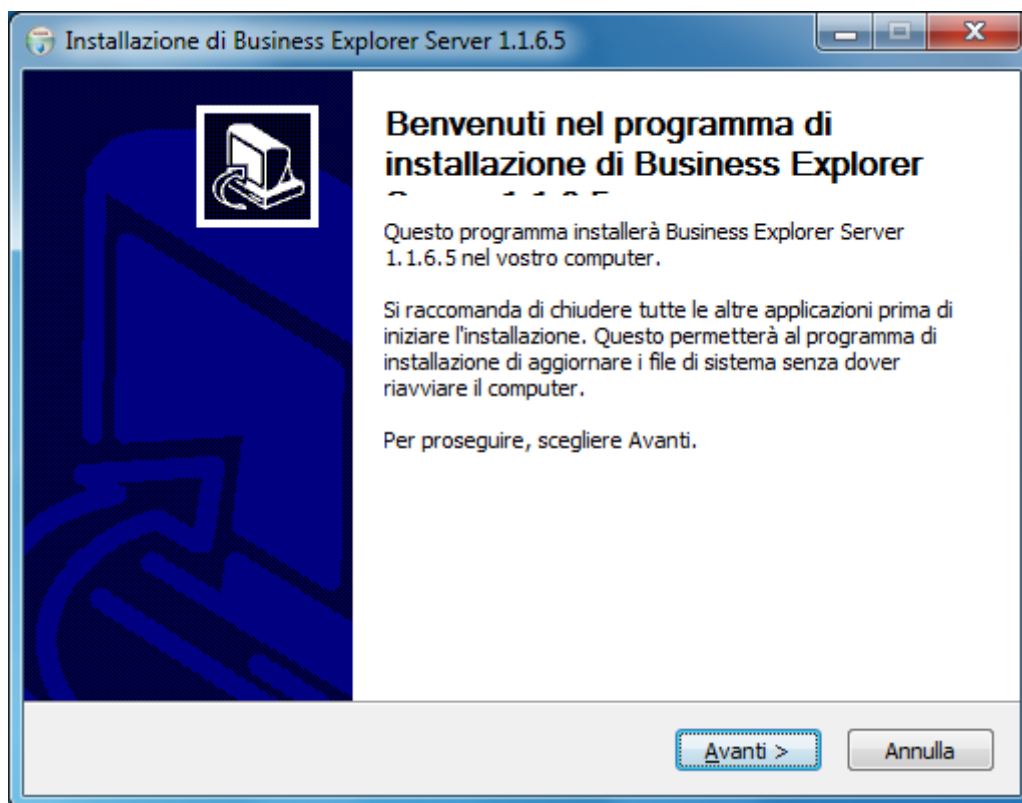 Installazione di Business Explorer Server 1.1.6.5
Benvenuti nel programma di
installazione di Business Explorer
Questo programma installerà Business Explorer Server
1.1.6.5 nel vostro computer.
Si raccomanda di chiudere tutte le altre applicazioni prima di
iniziare l'installazione. Questo permetterà al programma di
installazione di aggiornare i file di sistema senza dover
riavviare il computer.
Per proseguire, scegliere Avanti.
Avanti >
Annulla